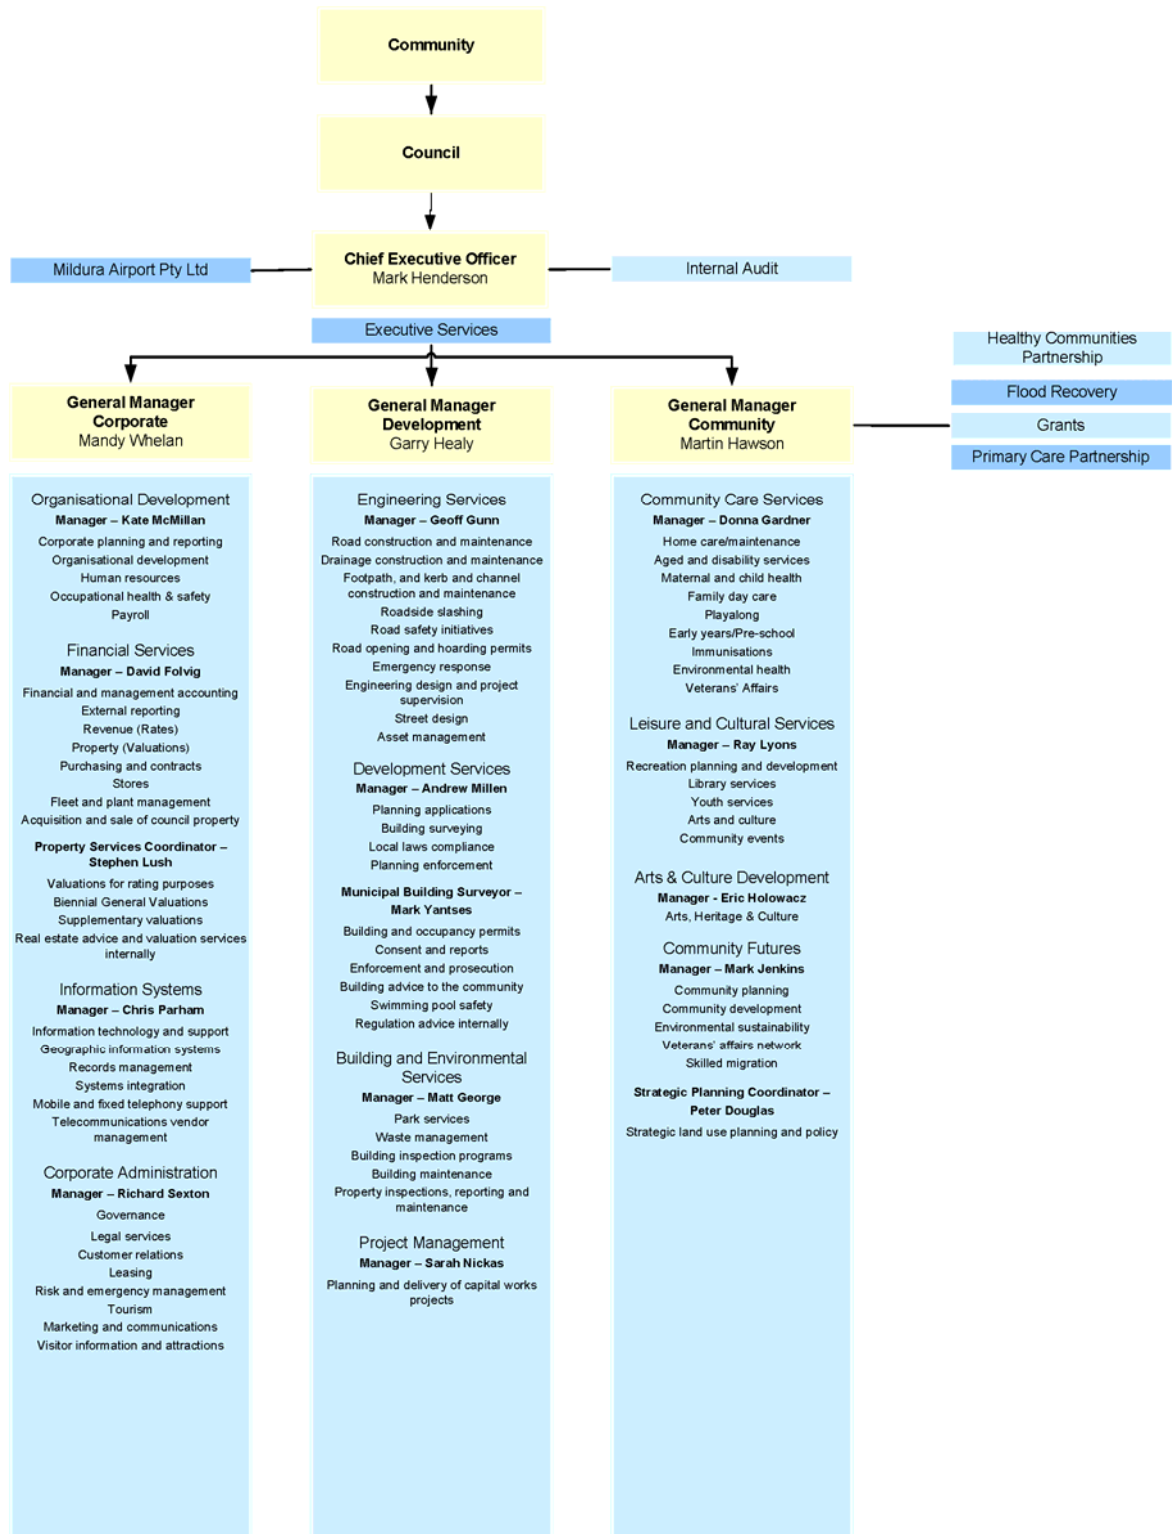 Community
Council
Chief Executive Officer
Mark Henderson
Mildura Airport Pty Ltd
Internal Audit
Executive Services
Healthy Communities
Partnership
Flood Recovery
Grants
Primary Care Partnership
General Manager
Corporate
Mandy Whelan
General Manager
Development
Garry Healy
General Manager
Community
Martin Hawson
Organisational Development
Manager – Kate McMillan
Corporate planning and reporting
Organisational development
Human resources
Occupational health & safety
Payroll
Financial Services
Manager – David Folvig
Financial and management accounting
External reporting
Revenue (Rates)
Property (Valuations)
Purchasing and contracts
Stores
Fleet and plant management
Acquisition and sale of council property
Property Services Coordinator –
Stephen Lush
Valuations for rating purposes
Biennial General Valuations
Supplementary valuations
Real estate advice and valuation services
internally
Information Systems
Manager – Chris Parham
Information technology and support
Geographic information systems
Records management
Systems integration
Mobile and fixed telephony support
Telecommunications vendor
management
Corporate Administration
Manager – Richard Sexton
Governance
Legal services
Customer relations
Leasing
Risk and emergency management
Tourism
Marketing and communications
Visitor information and attractions
Engineering Services
Manager – Geoff Gunn
Road construction and maintenance
Drainage construction and maintenance
Footpath, and kerb and channel
construction and maintenance
Roadside slashing
Road safety initiatives
Road opening and hoarding permits
Emergency response
Engineering design and project
supervision
Street design
Asset management
Development Services
Manager – Andrew Millen
Planning applications
Building surveying
Local laws compliance
Planning enforcement
Municipal Building Surveyor –
Mark Yantses
Building and occupancy permits
Consent and reports
Enforcement and prosecution
Building advice to the community
Swimming pool safety
Regulation advice internally
Building and Environmental
Services
Manager – Matt George
Park services
Waste management
Building inspection programs
Building maintenance
Property inspections, reporting and
maintenance
Project Management
Manager – Sarah Nickas
Planning and delivery of capital works
projects
Community Care Services
Manager – Donna Gardner
Home care/maintenance
Aged and disability services
Maternal and child health
Family day care
Playalong
Early years/Pre-school
Immunisations
Environmental health
Veterans' Affairs
Leisure and Cultural Services
Manager – Ray Lyons
Recreation planning and development
Library services
Youth services
Arts and culture
Community events
Arts & Culture Development
Manager - Eric Holowacz
Arts, Heritage & Culture
Community Futures
Manager – Mark Jenkins
Community planning
Community development
Environmental sustainability
Veterans' affairs network
Skilled migration
Strategic Planning Coordinator –
Peter Douglas
Strategic land use planning and policy